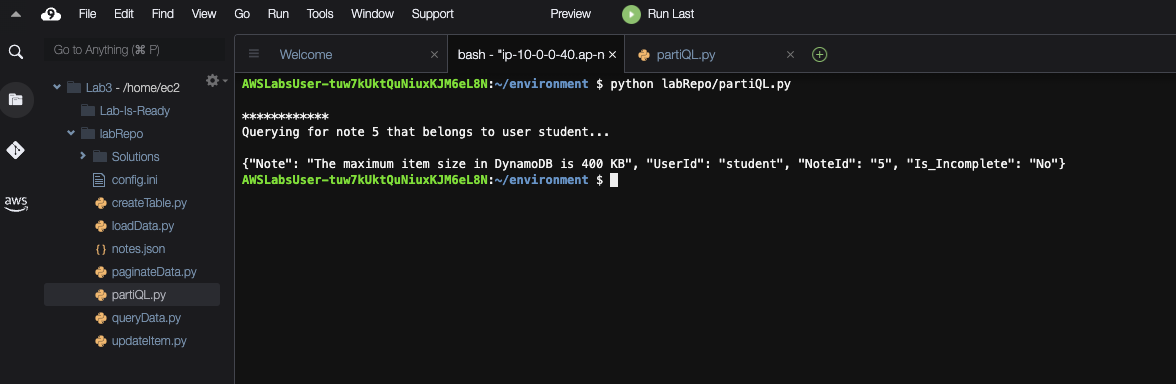 File Edit Find View Go Run Tools Window Support Preview Run Last
Go to Anything (⌘ P)
Welcome
bash - "ip-10-0-0-40.ap-n
partiQL.py
Lab3 - /home/ec2
Lab-Is-Ready
labRepo
Solutions
config.ini
createTable.py
loadData.py
notes.json
paginateData.py
partiQL.py
queryData.py
updateItem.py
aws
AWSLabsUser-tuw7kUktQuNiuxKJM6eL8N:~/environment $ python labRepo/partiQL.py
************
Querying for note 5 that belongs to user student...
{"Note": "The maximum item size in DynamoDB is 400 KB", "UserId": "student", "NoteId": "5", "Is_Incomplete": "No"}
AWSLabsUser-tuw7kUktQuNiuxKJM6eL8N:~/environment $